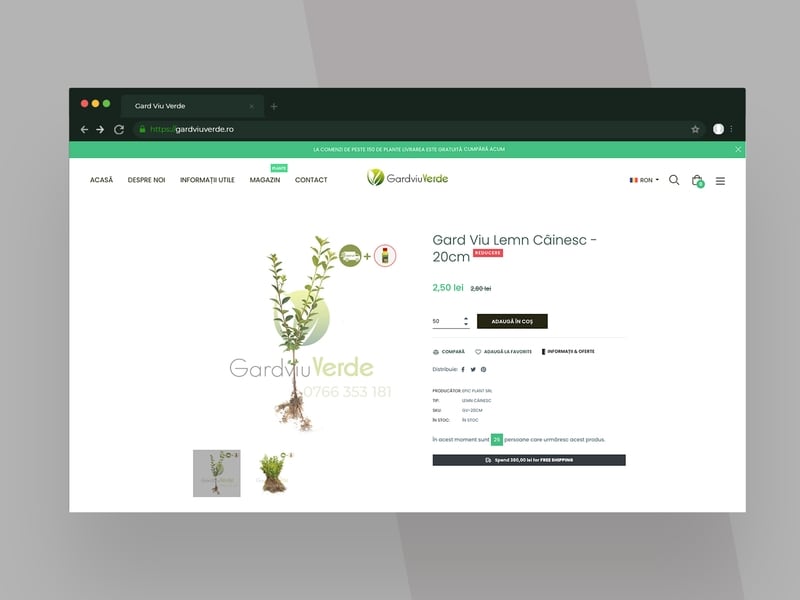 Gard Viu Verde
https://gardviuverde.ro
LA COMENZI DE PESTE 150 DE PLANTE LIVRAREA ESTE GRATUITĂ CUMPĂRĂ ACUM
ACASĂ
DESPRE NOI
INFORMAȚII UTILE
MAGAZIN
PLANTE
CONTACT
GardviuVerde
RON
0
Gard Viu Lemn Câinesc -
20cm REDUCERE
2,50 lei 2,80 lei
50
ADAUGĂ ÎN COȘ
COMPARĂ
ADAUGĂ LA FAVORITE
INFORMAȚII & OFERTE
Distribuie:
PRODUCĂTOR: EPIC PLANT SRL
TIP: LEMN CÂINESC
SKU: GV-20CM
ÎN STOC: ÎN STOC
În acest moment sunt 25 persoane care urmăresc acest produs.
Spend 380,00 lei for FREE SHIPPING
GardviuVerde
0766 353 181